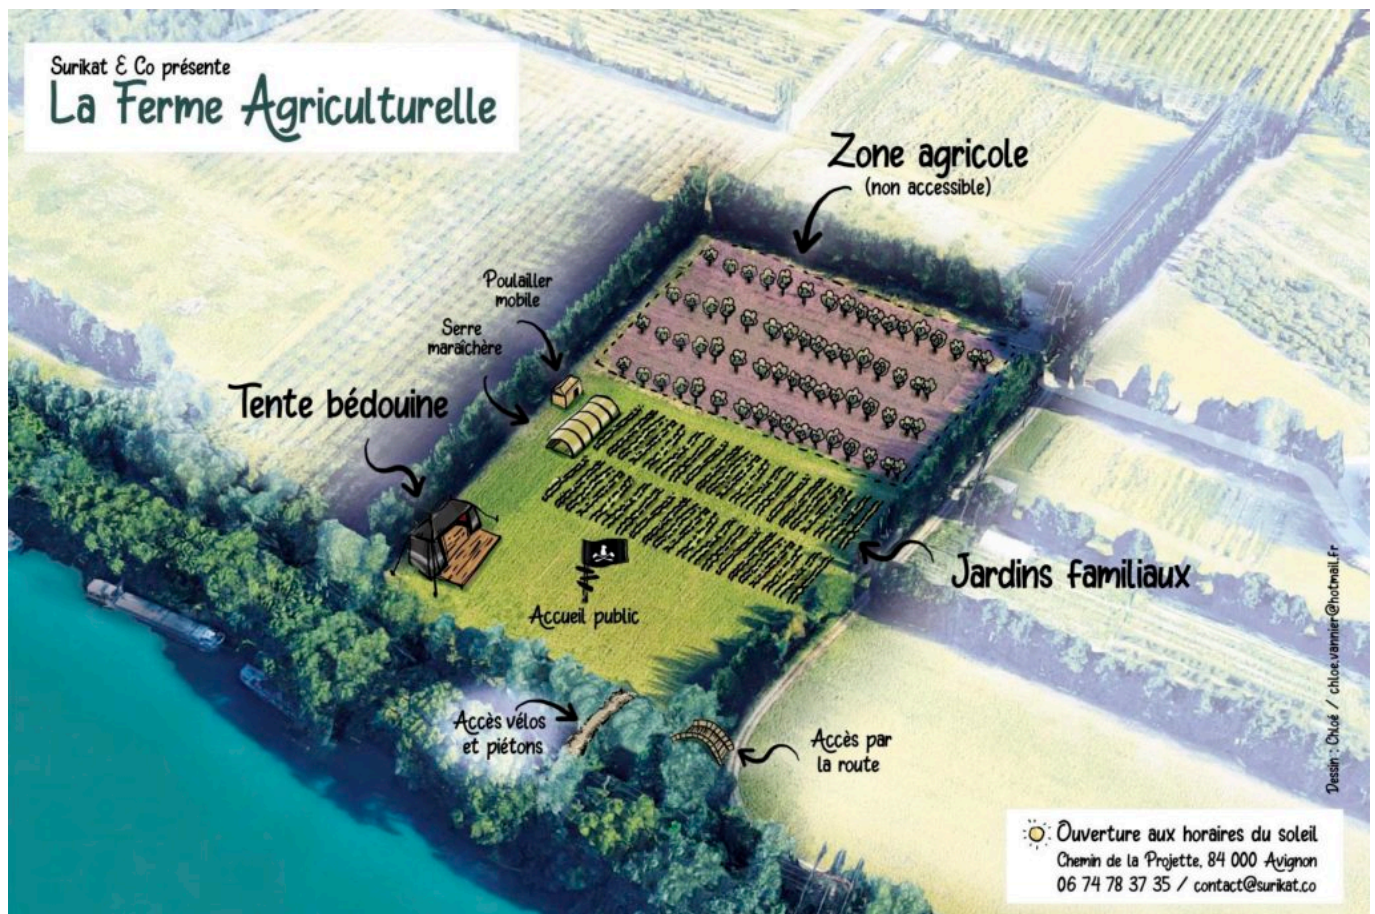 Surikat & Co présente
La Ferme Agriculturelle
Zone agricole
(non accessible)
Poulailler
mobile
Serre
maraîchère
Tente bédouine
Jardins familiaux
Accueil public
Accès vélos
et piétons
Accès par
la route
Dessin : Chloé / chloe.vannier@hotmail.fr
Ouverture aux horaires du soleil
Chemin de la Projette, 84 000 Avignon
06 74 78 37 35 / contact@surikat.co